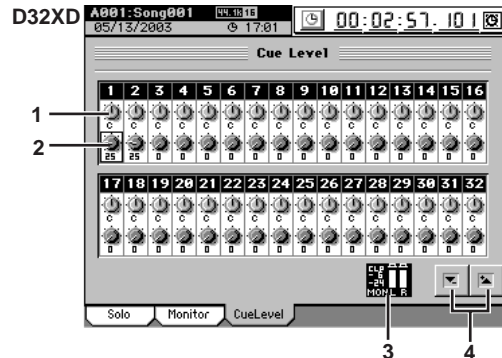 D32XD
A001:Song001 44.1k16
05/13/2003 17:01
00:02:57.101
Cue Level
1 2 3 4 5 6 7 8 9 10 11 12 13 14 15 16
C C C C C C C C C C C C C C C C
25 25 0 0 0 0 0 0 0 0 0 0 0 0 0 0
17 18 19 20 21 22 23 24 25 26 27 28 29 30 31 32
C C C C C C C C C C C C C C C C
0 0 0 0 0 0 0 0 0 0 0 0 0 0 0 0
CLP
-6
-24
MON L R
Solo Monitor CueLevel
1
2
3
4